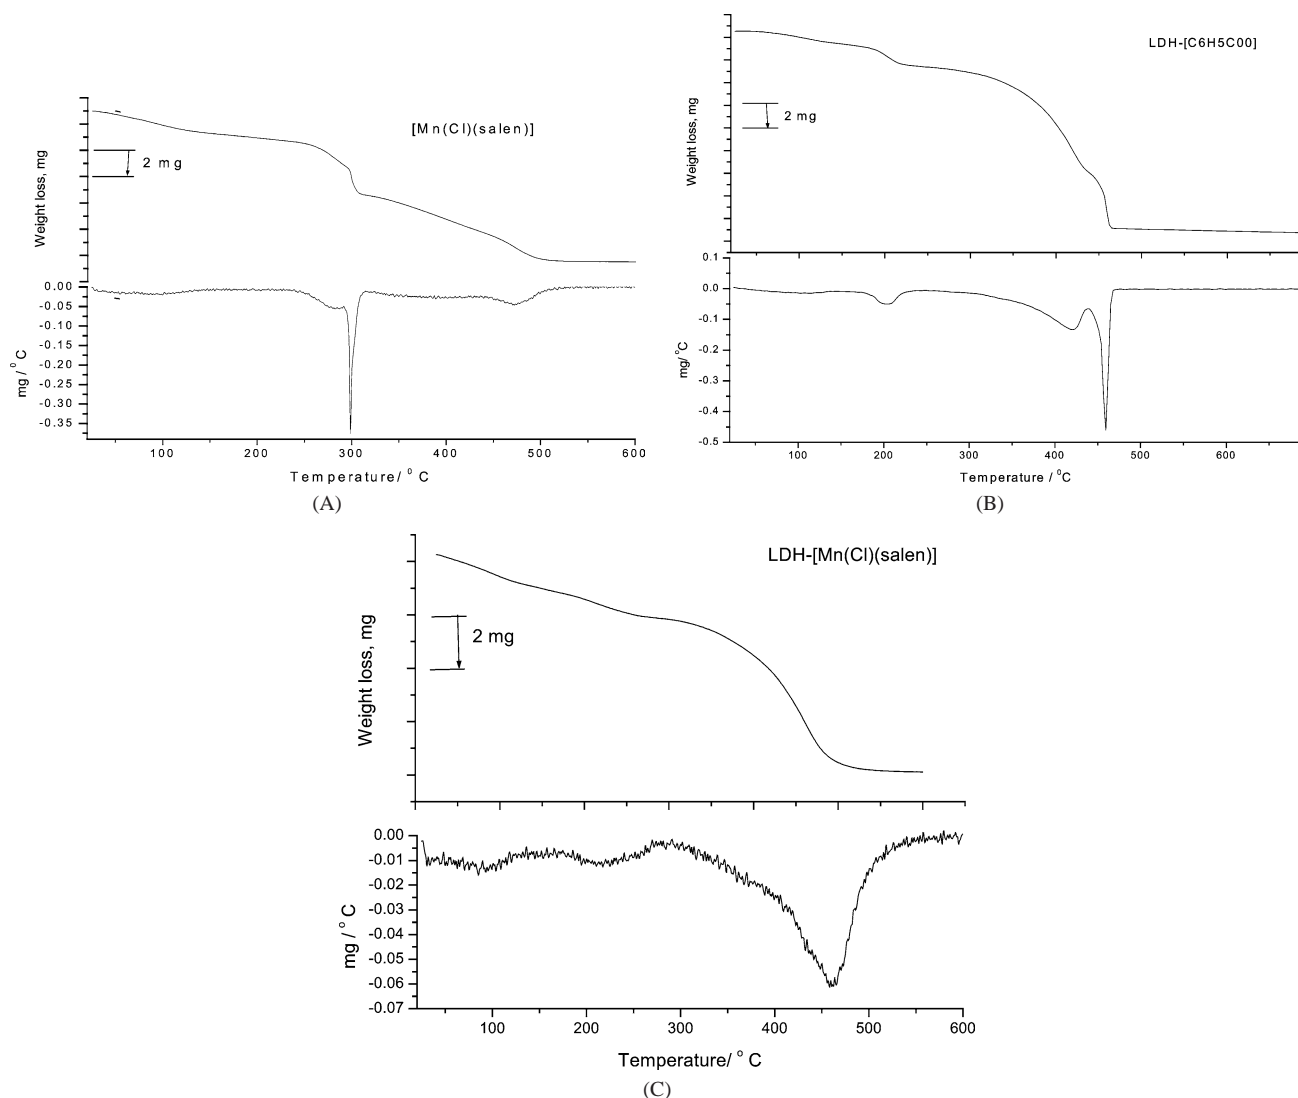 [Mn(Cl)(salen)]
2 mg
Weight loss, mg
0.00
-0.05
-0.10
-0.15
-0.20
-0.25
-0.30
-0.35
mg / ° C
100 200 300 400 500 600
Temperature/ ° C
(A)
LDH-[C6H5C00]
2 mg
Weight loss, mg
0.1
0.0
-0.1
-0.2
-0.3
-0.4
-0.5
mg/°C
100 200 300 400 500 600
Temperature / °C
(B)
LDH-[Mn(Cl)(salen)]
2 mg
Weight loss, mg
0.00
-0.01
-0.02
-0.03
-0.04
-0.05
-0.06
-0.07
mg / ° C
100 200 300 400 500 600
Temperature/ ° C
(C)